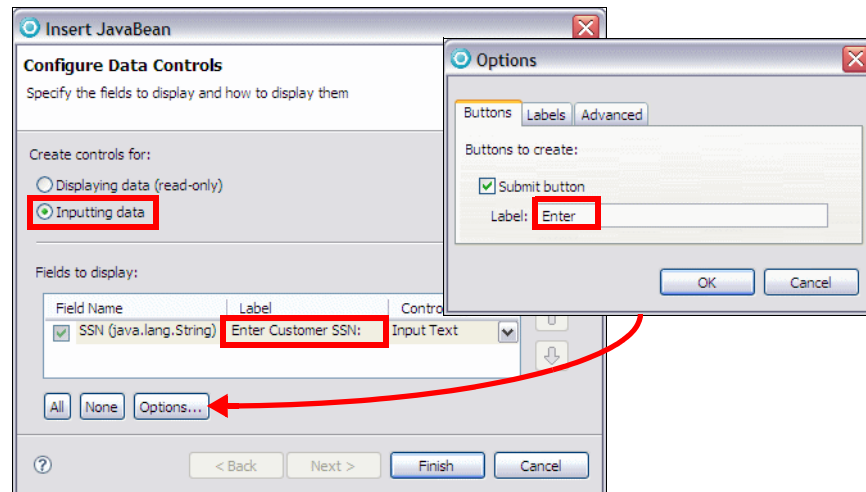 Insert JavaBean
Configure Data Controls
Specify the fields to display and how to display them
Create controls for:
Displaying data (read-only)
Inputting data
Fields to display:
Field Name Label Contro
SSN (java.lang.String) Enter Customer SSN: Input Text
All None Options...
? < Back Next > Finish Cancel
Options
Buttons Labels Advanced
Buttons to create:
Submit button
Label: Enter
OK Cancel